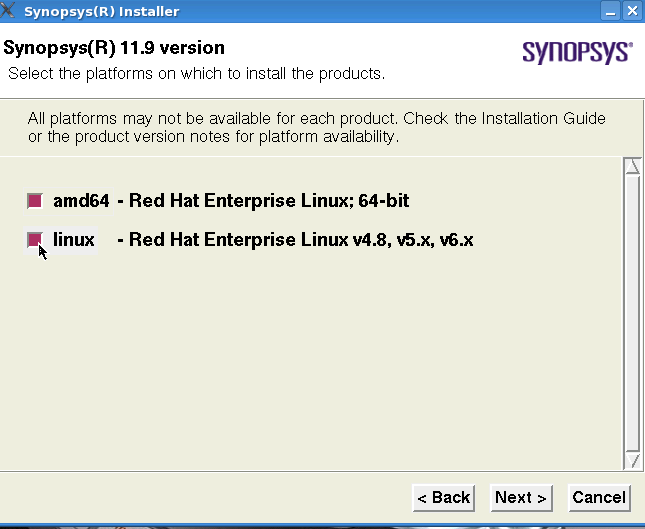 Synopsys(R) Installer
Synopsys(R) 11.9 version
SYNOPSYS®
Select the platforms on which to install the products.
All platforms may not be available for each product. Check the Installation Guide
or the product version notes for platform availability.
amd64 - Red Hat Enterprise Linux; 64-bit
linux - Red Hat Enterprise Linux v4.8, v5.x, v6.x
< Back Next > Cancel